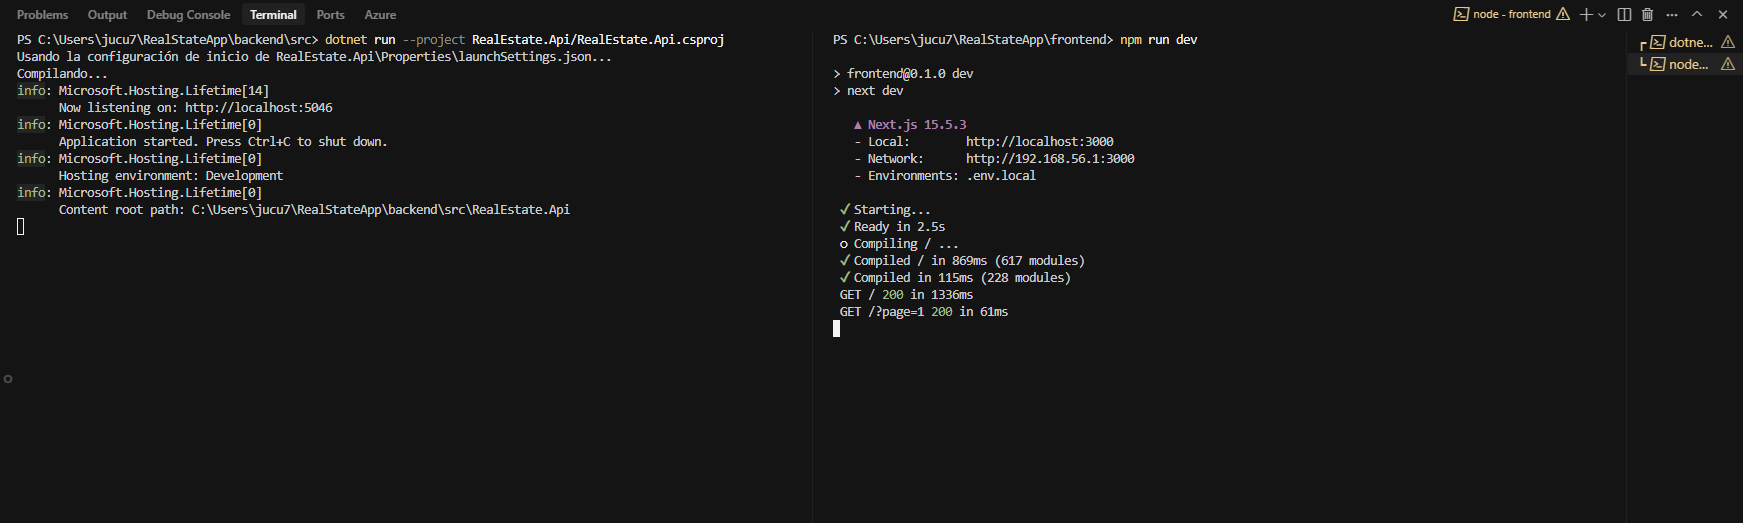 Problems Output Debug Console Terminal Ports Azure
node - frontend
PS C:\Users\jucu7\RealStateApp\backend\src> dotnet run --project RealEstate.Api/RealEstate.Api.csproj
Usando la configuración de inicio de RealEstate.Api\Properties\launchSettings.json...
Compilando...
info: Microsoft.Hosting.Lifetime[14]
Now listening on: http://localhost:5046
info: Microsoft.Hosting.Lifetime[0]
Application started. Press Ctrl+C to shut down.
info: Microsoft.Hosting.Lifetime[0]
Hosting environment: Development
info: Microsoft.Hosting.Lifetime[0]
Content root path: C:\Users\jucu7\RealStateApp\backend\src\RealEstate.Api
PS C:\Users\jucu7\RealStateApp\frontend> npm run dev
> frontend@0.1.0 dev
> next dev
▲ Next.js 15.5.3
- Local: http://localhost:3000
- Network: http://192.168.56.1:3000
- Environments: .env.local
✓ Starting...
✓ Ready in 2.5s
○ Compiling / ...
✓ Compiled / in 869ms (617 modules)
✓ Compiled in 115ms (228 modules)
GET / 200 in 1336ms
GET /?page=1 200 in 61ms
dotne...
node...